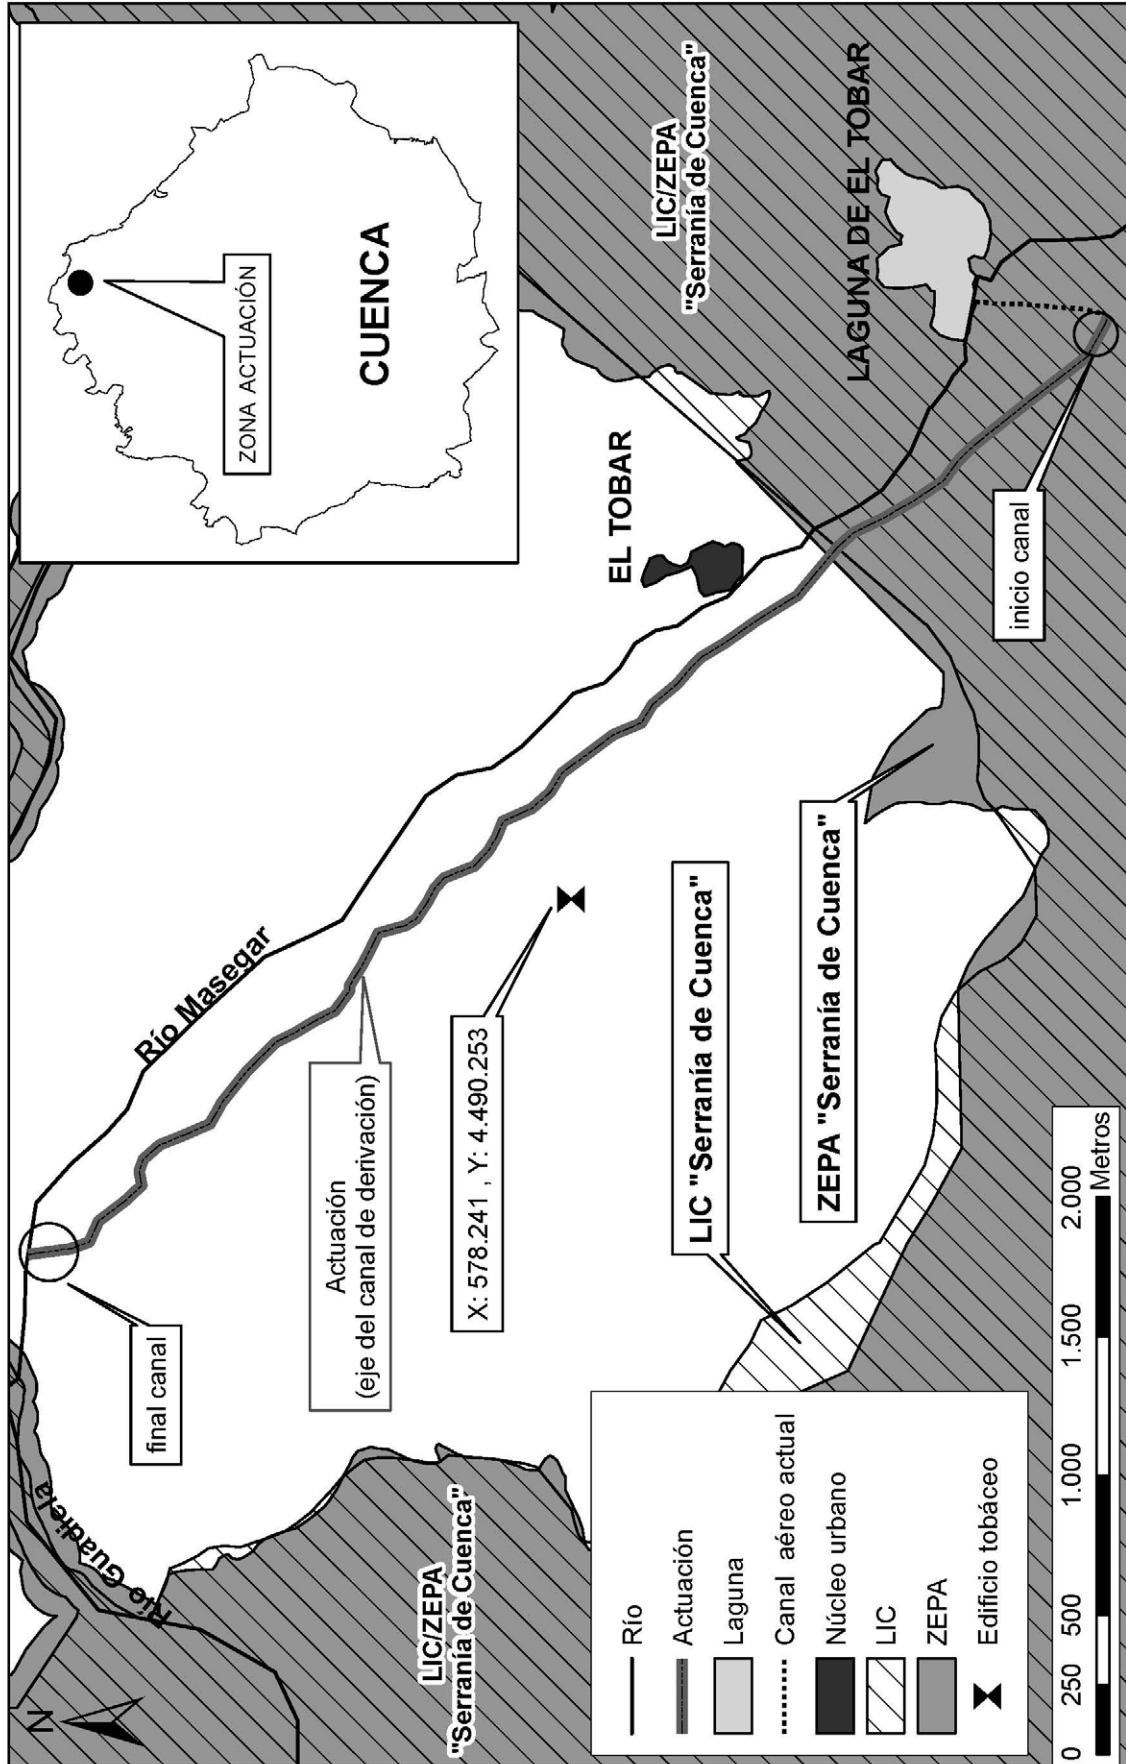 N
Río Guadiela
LIC/ZEPA
"Serranía de Cuenca"
final canal
Río Masegar
Actuación
(eje del canal de derivación)
X: 578.241 , Y: 4.490.253
LIC "Serranía de Cuenca"
ZEPA "Serranía de Cuenca"
EL TOBAR
inicio canal
LAGUNA DE EL TOBAR
LIC/ZEPA
"Serranía de Cuenca"
ZONA ACTUACIÓN
CUENCA
Río
Actuación
Laguna
Canal aéreo actual
Núcleo urbano
LIC
ZEPA
Edificio tobáceo
0 250 500 1.000 1.500 2.000
Metros